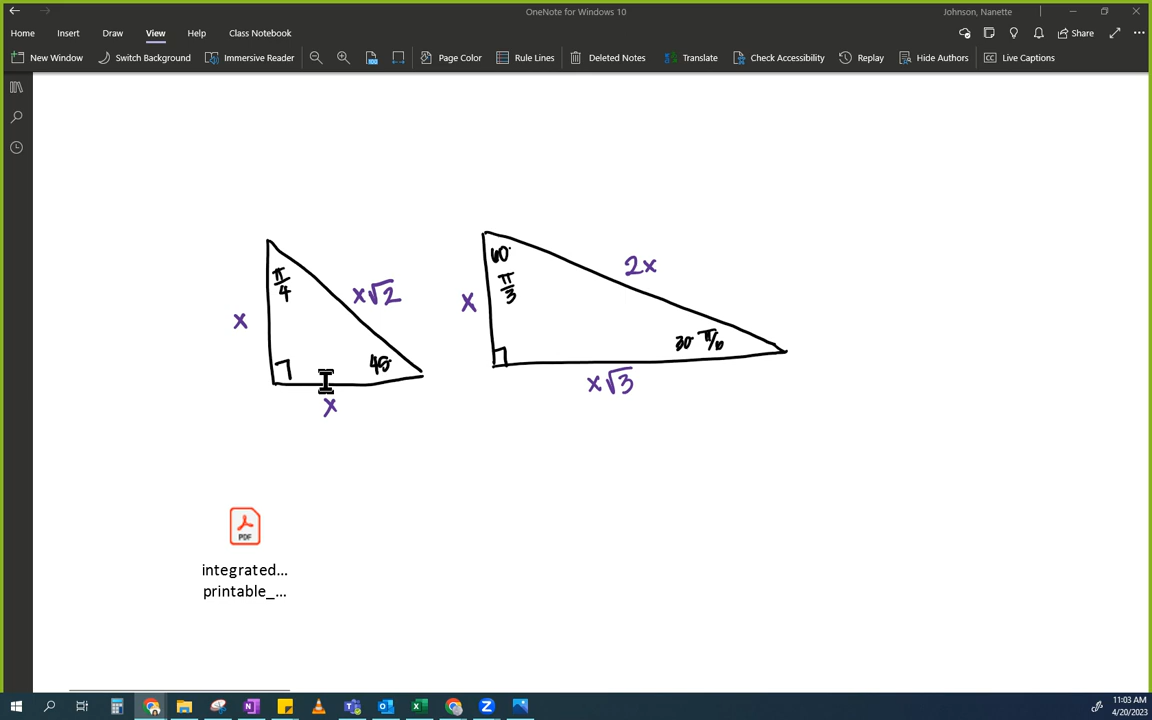 OneNote for Windows 10
Johnson, Nanette
Home Insert Draw View Help Class Notebook
Share
New Window Switch Background Immersive Reader Page Color Rule Lines Deleted Notes Translate Check Accessibility Replay Hide Authors Live Captions
60°
π/4
π/3
2x
x√2
x
x
45
30° π/6
x√3
x
PDF
integrated...
printable_...
11:03 AM
4/20/2023